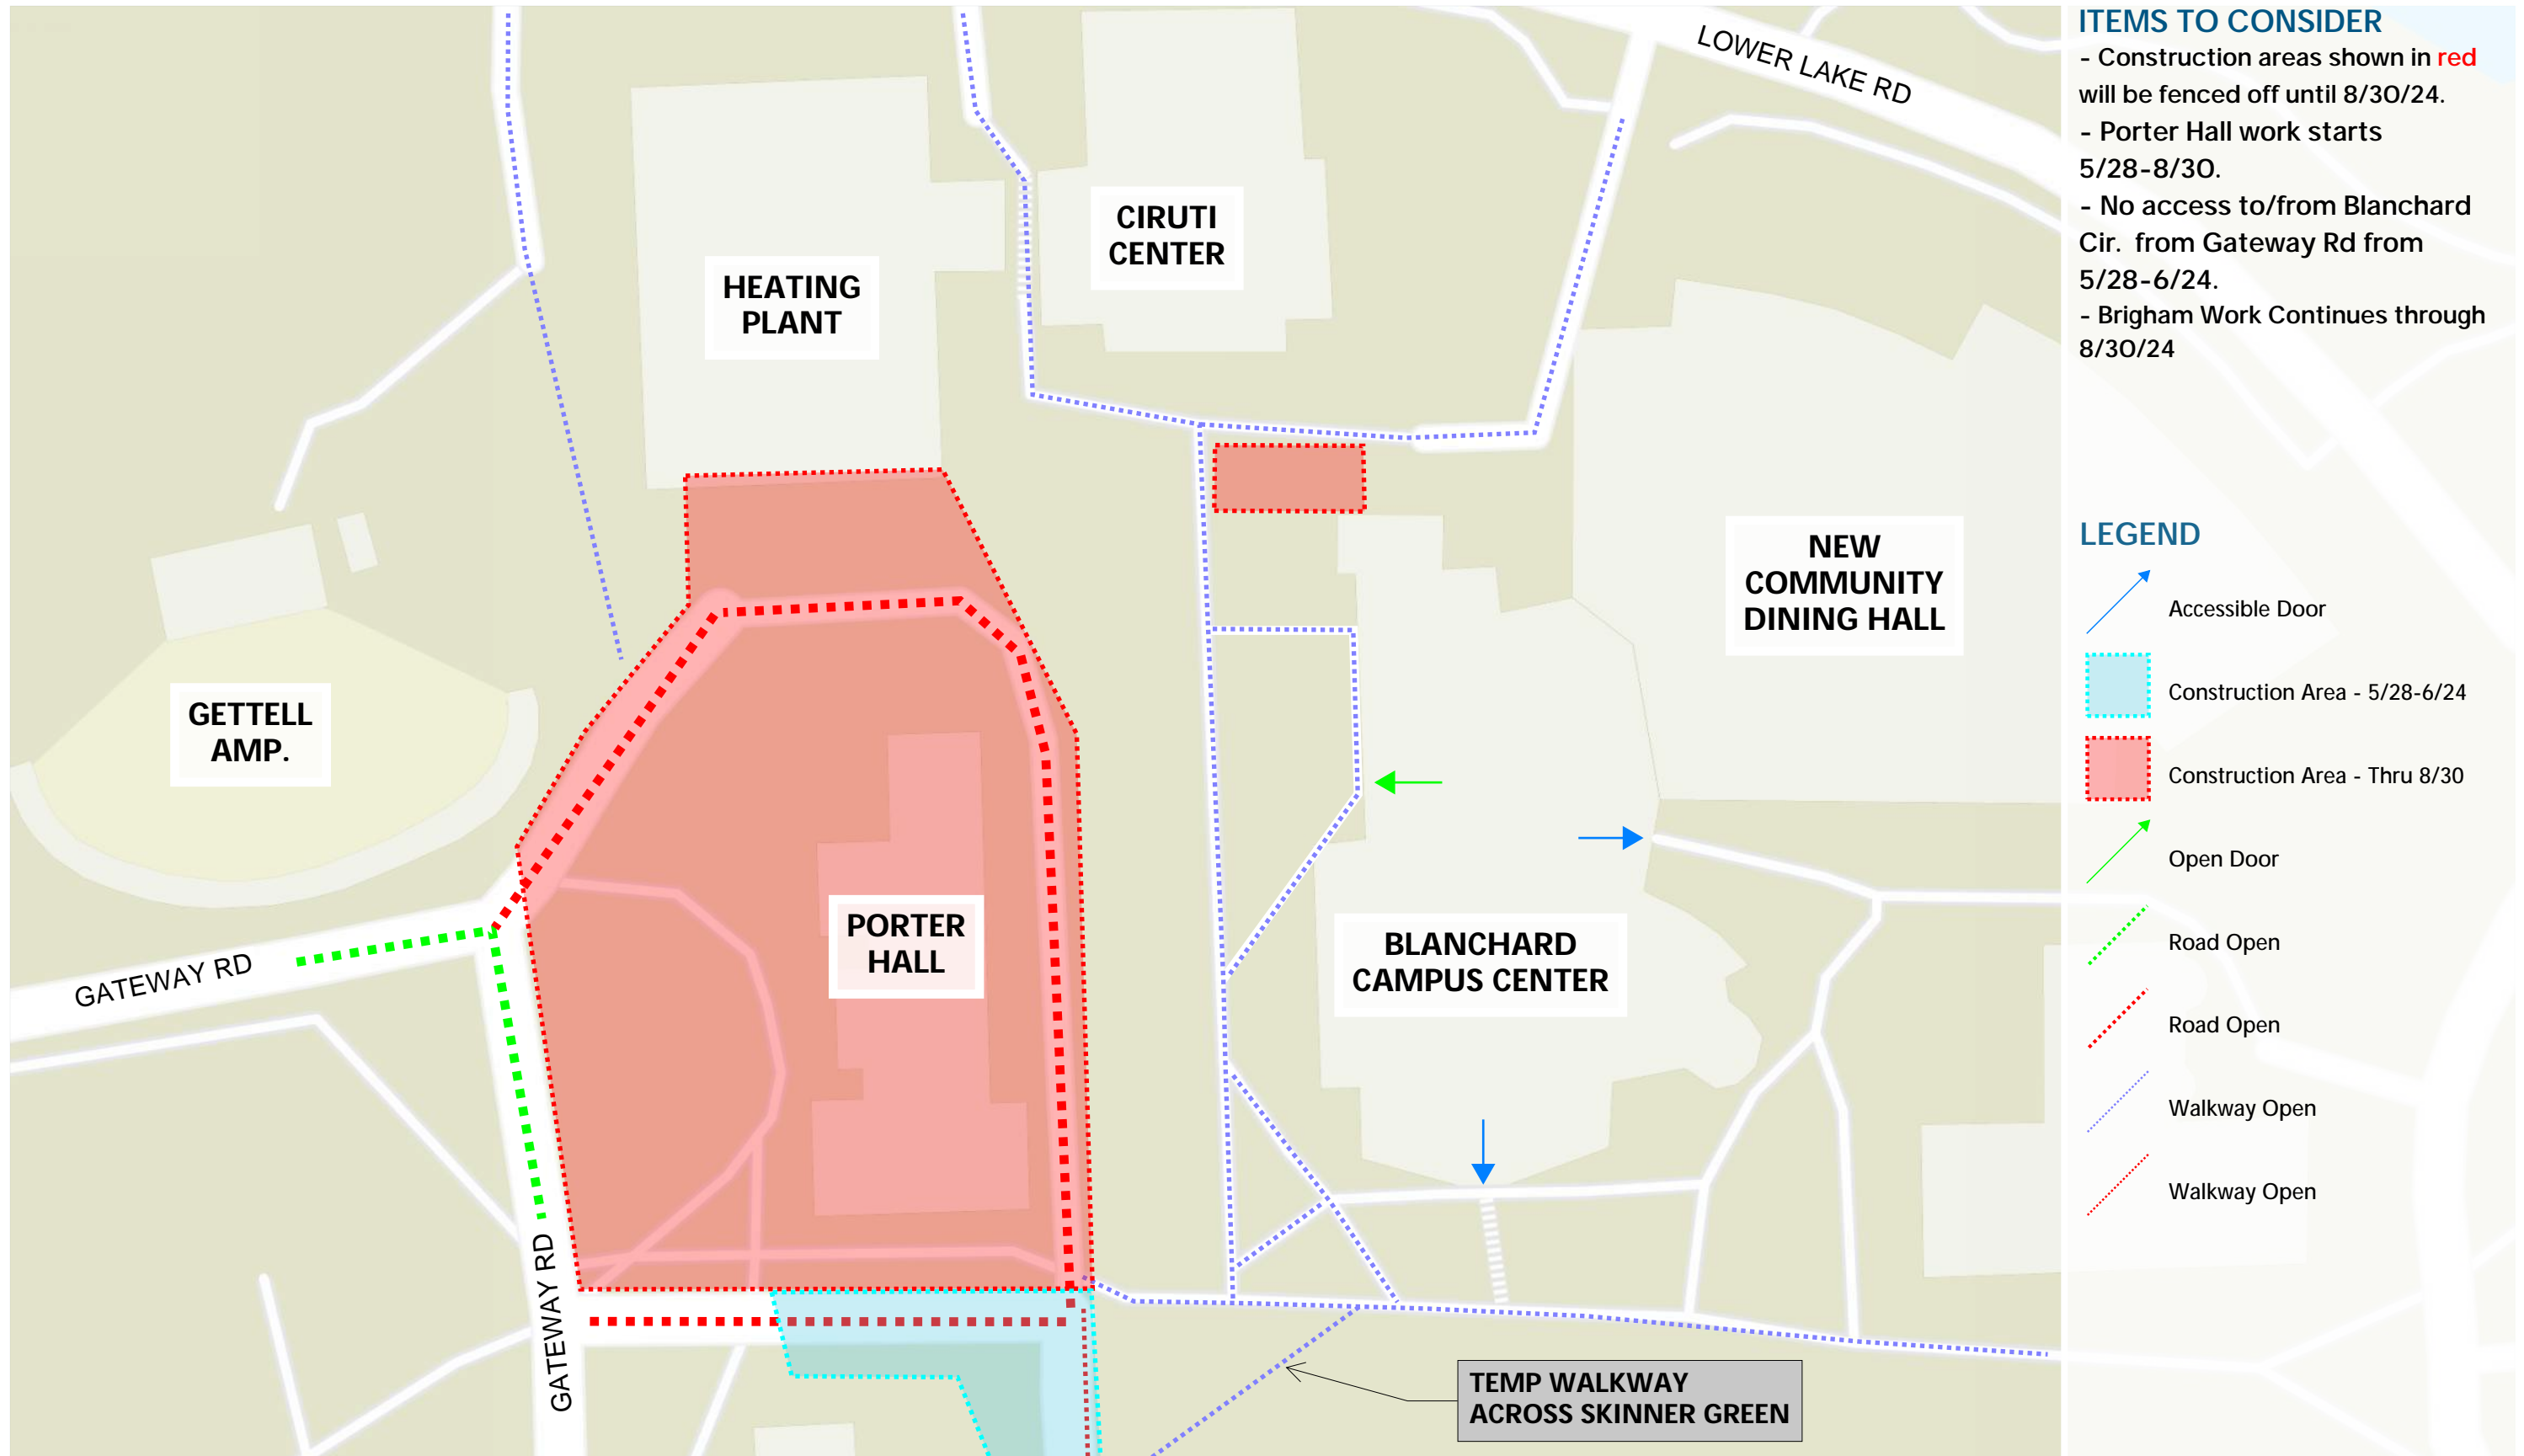 LOWER LAKE RD
CIRUTI
CENTER
HEATING
PLANT
NEW
COMMUNITY
DINING HALL
GETTELL
AMP.
PORTER
HALL
BLANCHARD
CAMPUS CENTER
GATEWAY RD
GATEWAY RD
TEMP WALKWAY
ACROSS SKINNER GREEN
ITEMS TO CONSIDER
- Construction areas shown in red
will be fenced off until 8/30/24.
- Porter Hall work starts
5/28-8/30.
- No access to/from Blanchard
Cir. from Gateway Rd from
5/28-6/24.
- Brigham Work Continues through
8/30/24
LEGEND
Accessible Door
Construction Area - 5/28-6/24
Construction Area - Thru 8/30
Open Door
Road Open
Road Open
Walkway Open
Walkway Open